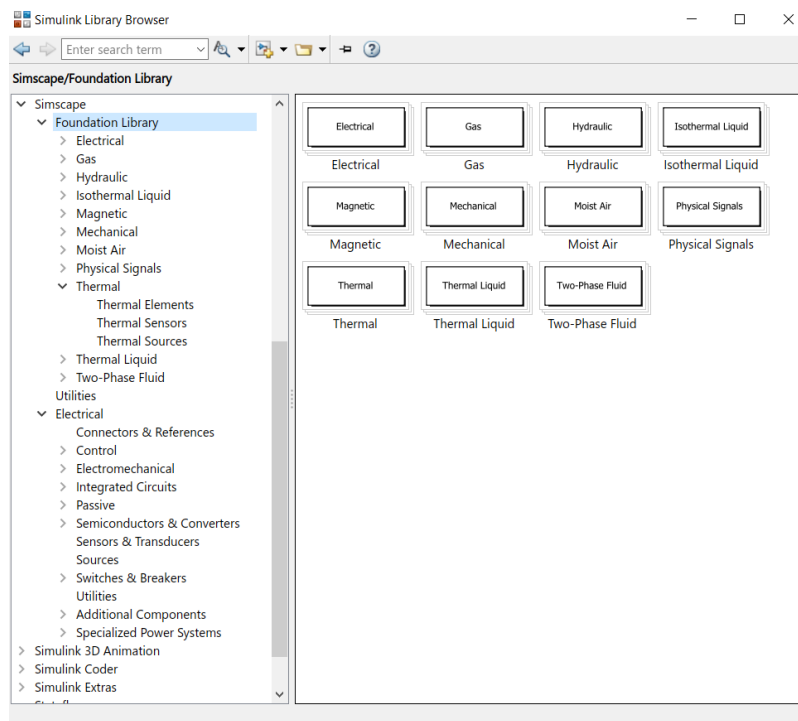 Simulink Library Browser
Enter search term
Simscape/Foundation Library
Simscape
Foundation Library
Electrical
Gas
Hydraulic
Isothermal Liquid
Magnetic
Mechanical
Moist Air
Physical Signals
Thermal
Thermal Elements
Thermal Sensors
Thermal Sources
Thermal Liquid
Two-Phase Fluid
Utilities
Electrical
Connectors & References
Control
Electromechanical
Integrated Circuits
Passive
Semiconductors & Converters
Sensors & Transducers
Sources
Switches & Breakers
Utilities
Additional Components
Specialized Power Systems
Simulink 3D Animation
Simulink Coder
Simulink Extras
Electrical Gas Hydraulic Isothermal Liquid
Electrical Gas Hydraulic Isothermal Liquid
Magnetic Mechanical Moist Air Physical Signals
Magnetic Mechanical Moist Air Physical Signals
Thermal Thermal Liquid Two-Phase Fluid
Thermal Thermal Liquid Two-Phase Fluid